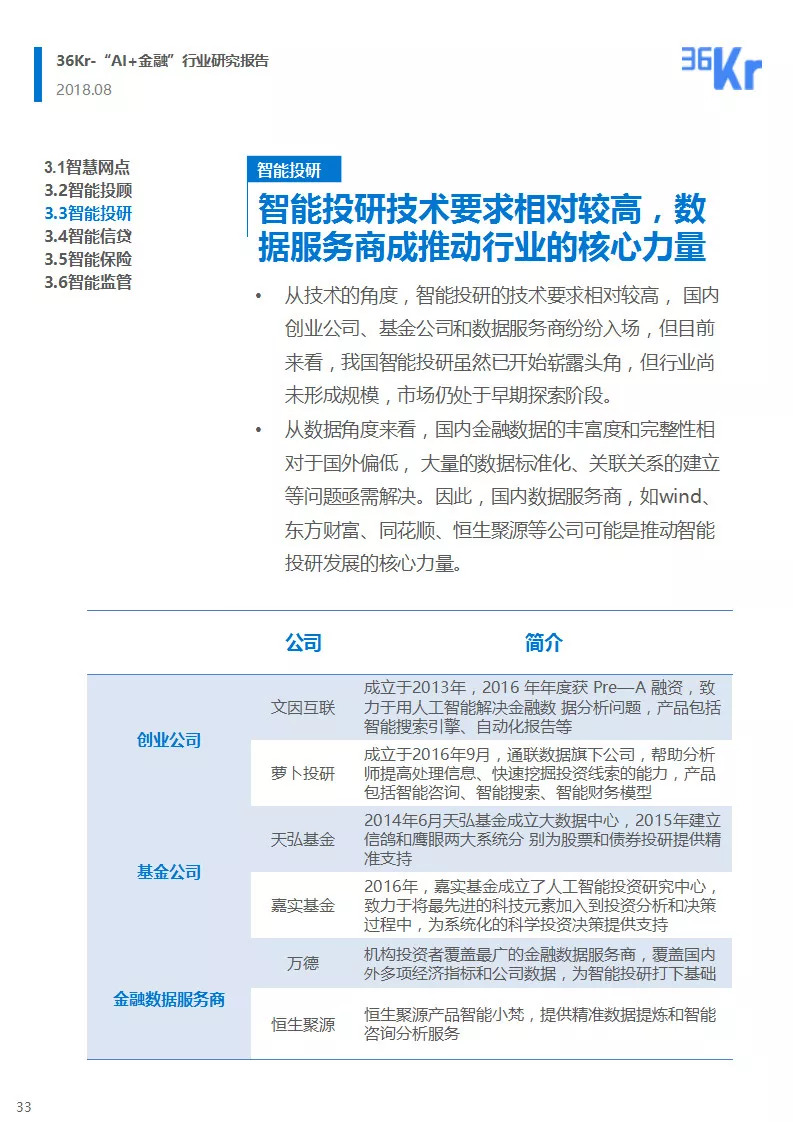 36Kr-“AI+金融”行业研究报告
2018.08
36Kr
3.1智慧网点
3.2智能投顾
3.3智能投研
3.4智能信贷
3.5智能保险
3.6智能监管
智能投研
智能投研技术要求相对较高，数
据服务商成推动行业的核心力量
• 从技术的角度，智能投研的技术要求相对较高， 国内
创业公司、基金公司和数据服务商纷纷入场，但目前
来看，我国智能投研虽然已开始崭露头角，但行业尚
未形成规模，市场仍处于早期探索阶段。
• 从数据角度来看，国内金融数据的丰富度和完整性相
对于国外偏低， 大量的数据标准化、关联关系的建立
等问题亟需解决。因此，国内数据服务商，如wind、
东方财富、同花顺、恒生聚源等公司可能是推动智能
投研发展的核心力量。
公司 简介
创业公司
文因互联
成立于2013年，2016 年年度获 Pre—A 融资，致
力于用人工智能解决金融数 据分析问题，产品包括
智能搜索引擎、自动化报告等
萝卜投研
成立于2016年9月，通联数据旗下公司，帮助分析
师提高处理信息、快速挖掘投资线索的能力，产品
包括智能咨询、智能搜索、智能财务模型
基金公司
天弘基金
2014年6月天弘基金成立大数据中心，2015年建立
信鸽和鹰眼两大系统分 别为股票和债券投研提供精
准支持
嘉实基金
2016年，嘉实基金成立了人工智能投资研究中心，
致力于将最先进的科技元素加入到投资分析和决策
过程中，为系统化的科学投资决策提供支持
金融数据服务商
万德
机构投资者覆盖最广的金融数据服务商，覆盖国内
外多项经济指标和公司数据，为智能投研打下基础
恒生聚源
恒生聚源产品智能小梵，提供精准数据提炼和智能
咨询分析服务
33